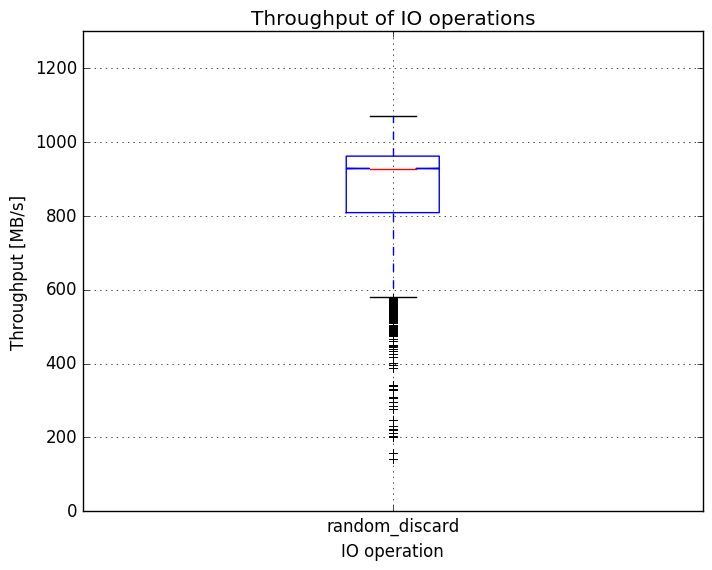 Throughput of IO operations
Throughput [MB/s]
1200
1000
800
600
400
200
0
random_discard
IO operation